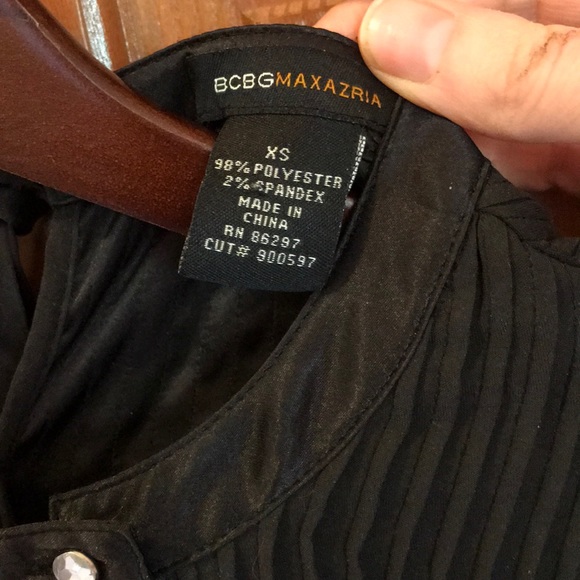 BCBGMAXAZRIA
XS
98% POLYESTER
2% SPANDEX
MADE IN
CHINA
RN 86297
CUT# 900597